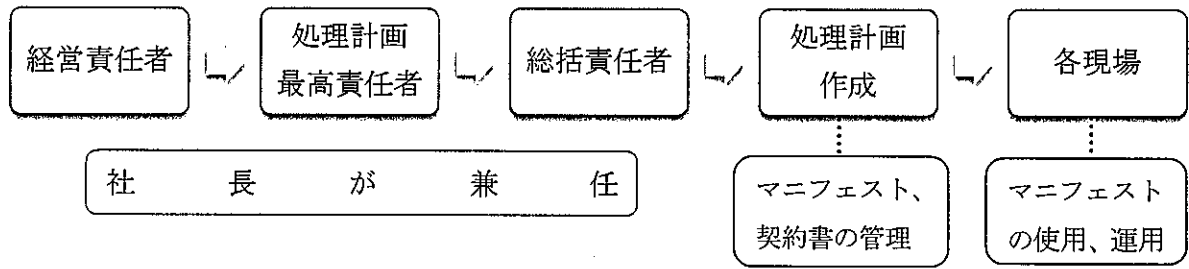 経営責任者
処理計画
最高責任者
総括責任者
処理計画
作成
各現場
社長が兼任
マニフェスト、
契約書の管理
マニフェスト
の使用、運用